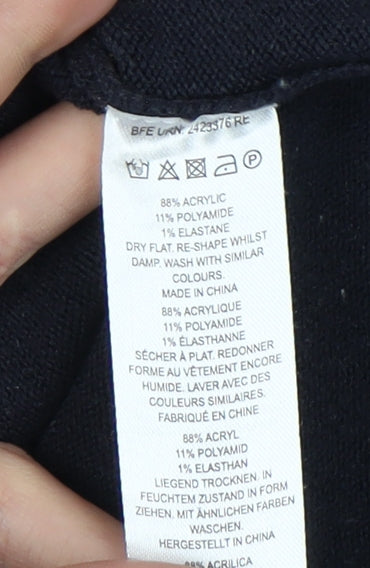 BFE URN: 2423376 RE
P
88% ACRYLIC
11% POLYAMIDE
1% ELASTANE
DRY FLAT. RE-SHAPE WHILST
DAMP. WASH WITH SIMILAR
COLOURS.
MADE IN CHINA
88% ACRYLIQUE
11% POLYAMIDE
1% ÉLASTHANNE
SÉCHER À PLAT. REDONNER
FORME AU VÊTEMENT ENCORE
HUMIDE. LAVER AVEC DES
COULEURS SIMILAIRES.
FABRIQUÉ EN CHINE
88% ACRYL
11% POLYAMID
1% ELASTHAN
LIEGEND TROCKNEN. IN
FEUCHTEM ZUSTAND IN FORM
ZIEHEN. MIT ÄHNLICHEN FARBEN
WASCHEN.
HERGESTELLT IN CHINA
88% ACRILICA